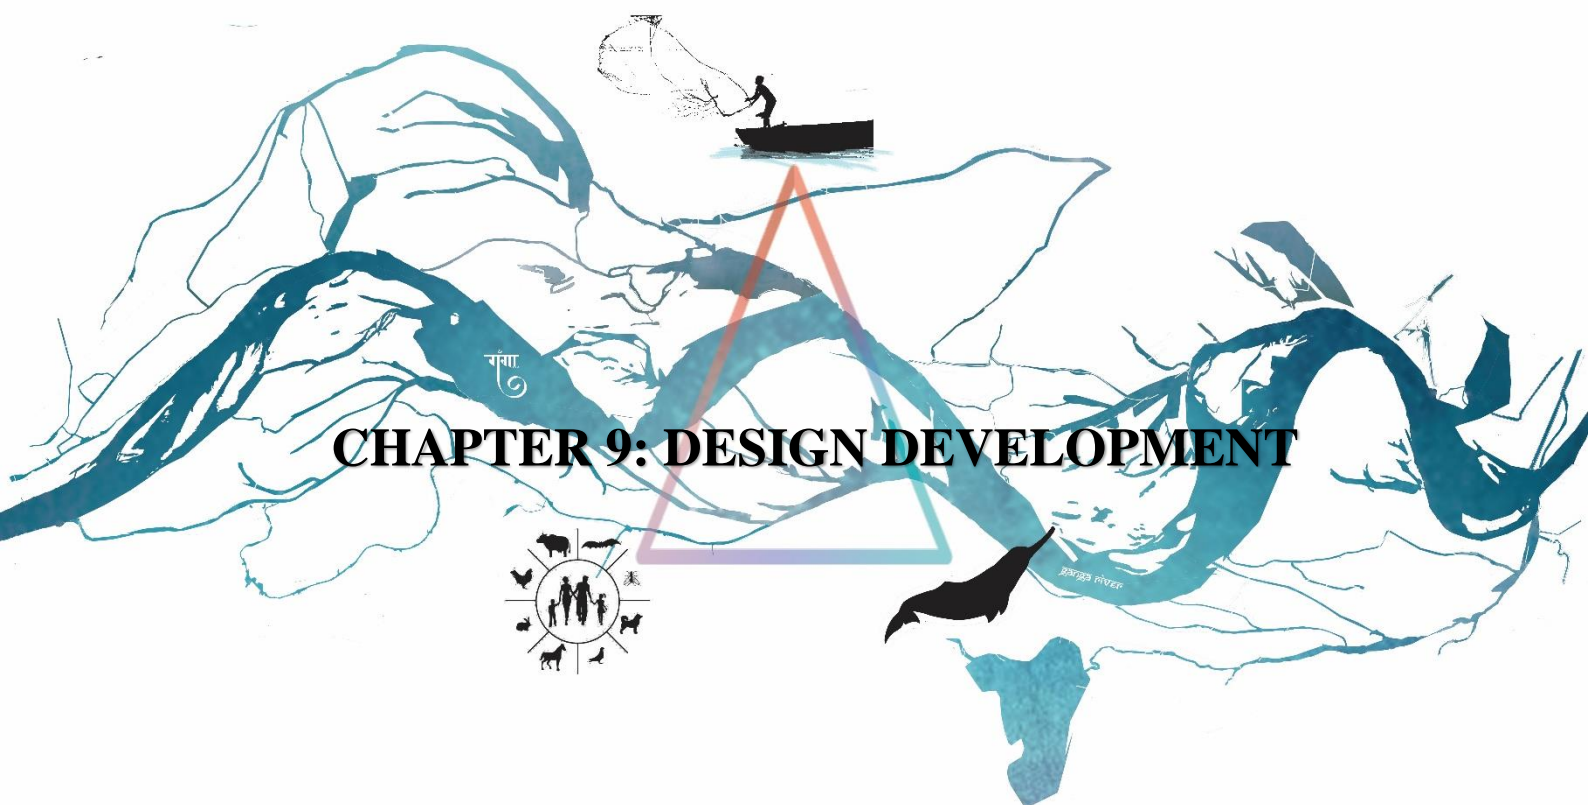 गंगा
CHAPTER 9: DESIGN DEVELOPMENT
ganga river